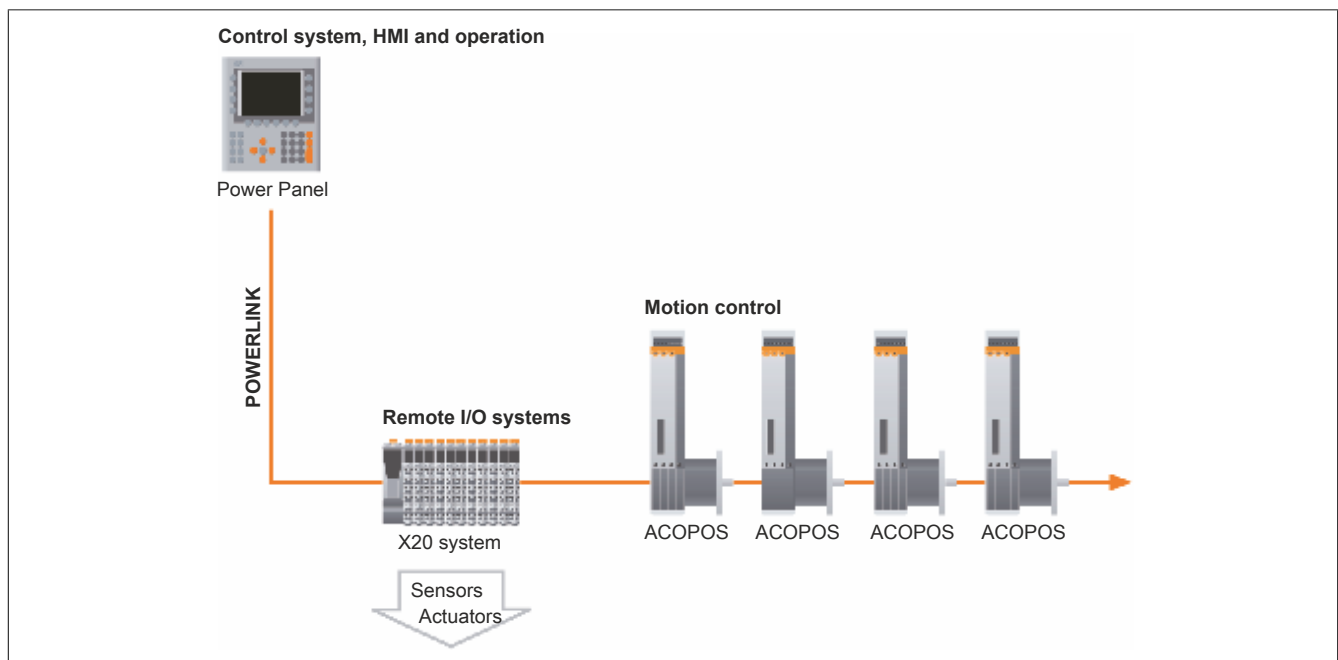 Control system, HMI and operation
Power Panel
POWERLINK
Motion control
Remote I/O systems
X20 system
ACOPOS
ACOPOS
ACOPOS
ACOPOS
Sensors
Actuators